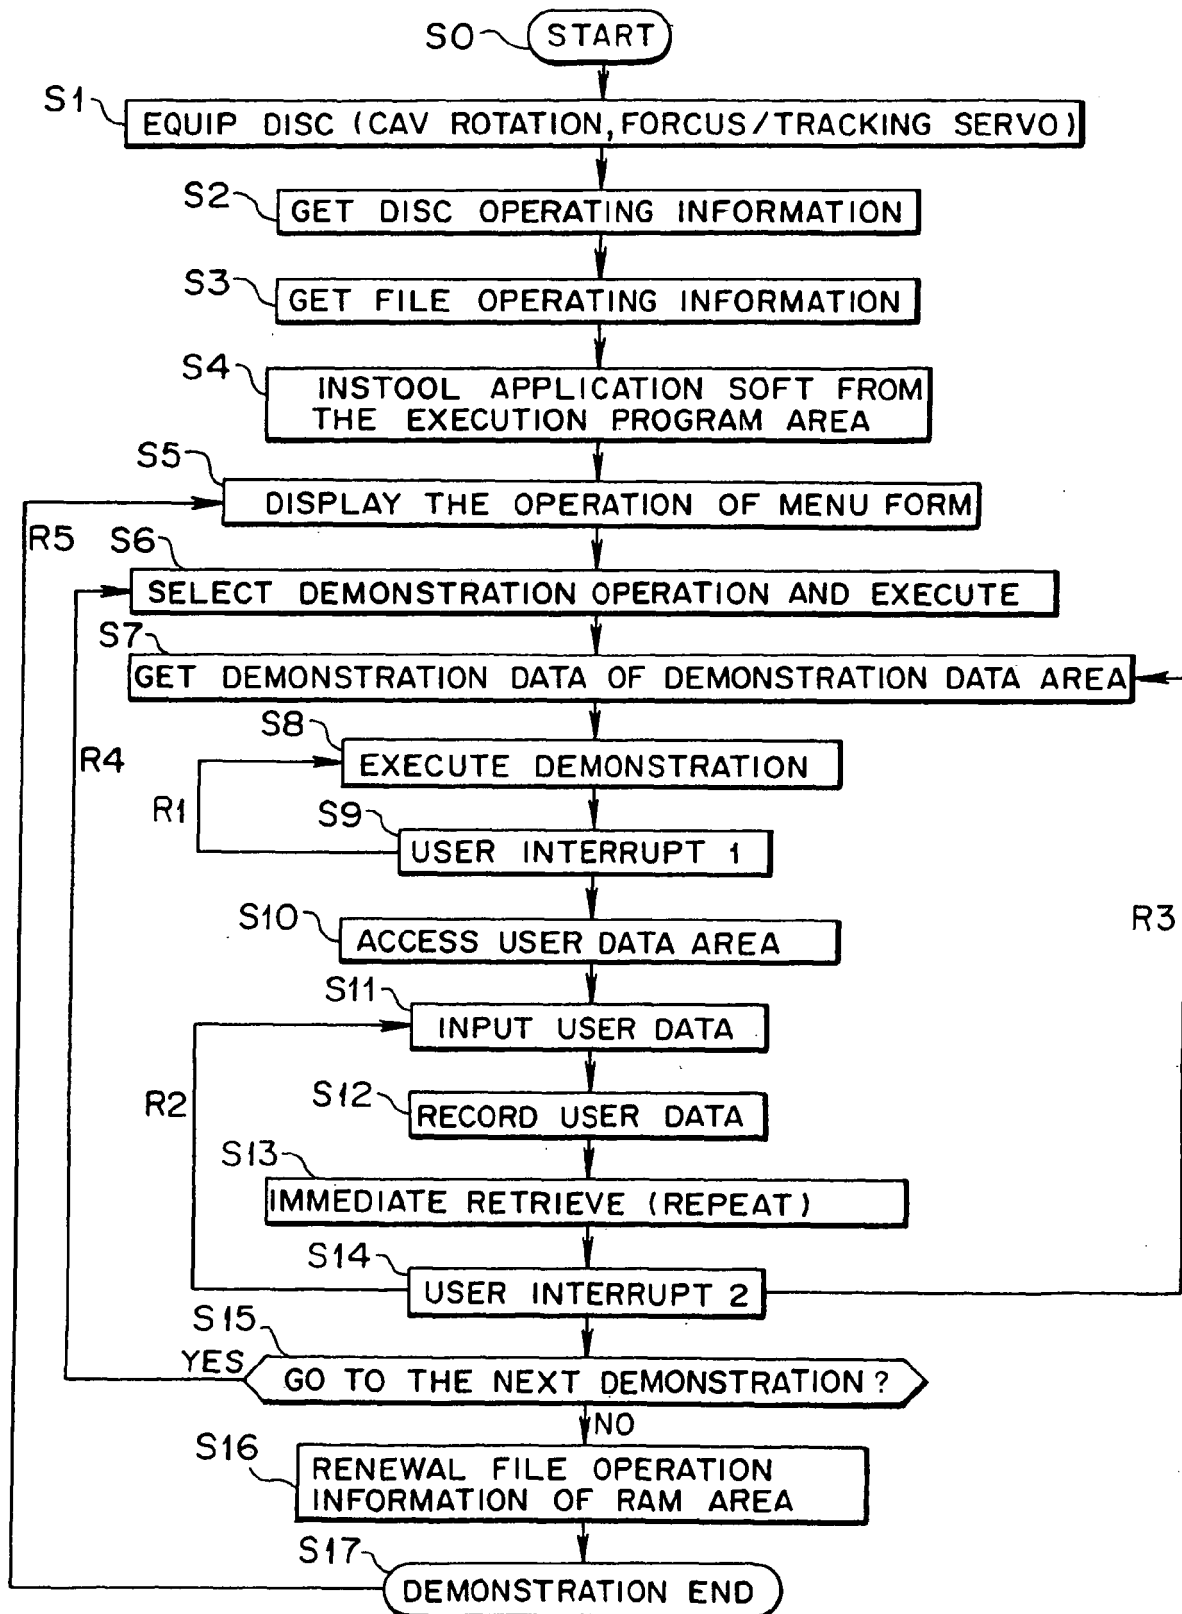 S0 START
S1 EQUIP DISC (CAV ROTATION, FORCUS/TRACKING SERVO)
S2 GET DISC OPERATING INFORMATION
S3 GET FILE OPERATING INFORMATION
S4 INSTOOL APPLICATION SOFT FROM
THE EXECUTION PROGRAM AREA
S5 DISPLAY THE OPERATION OF MENU FORM
R5
S6 SELECT DEMONSTRATION OPERATION AND EXECUTE
S7 GET DEMONSTRATION DATA OF DEMONSTRATION DATA AREA
R4
S8 EXECUTE DEMONSTRATION
R1
S9 USER INTERRUPT 1
S10 ACCESS USER DATA AREA
R3
S11 INPUT USER DATA
R2
S12 RECORD USER DATA
S13 IMMEDIATE RETRIEVE (REPEAT)
S14 USER INTERRUPT 2
S15 GO TO THE NEXT DEMONSTRATION ?
YES
NO
S16 RENEWAL FILE OPERATION
INFORMATION OF RAM AREA
S17 DEMONSTRATION END